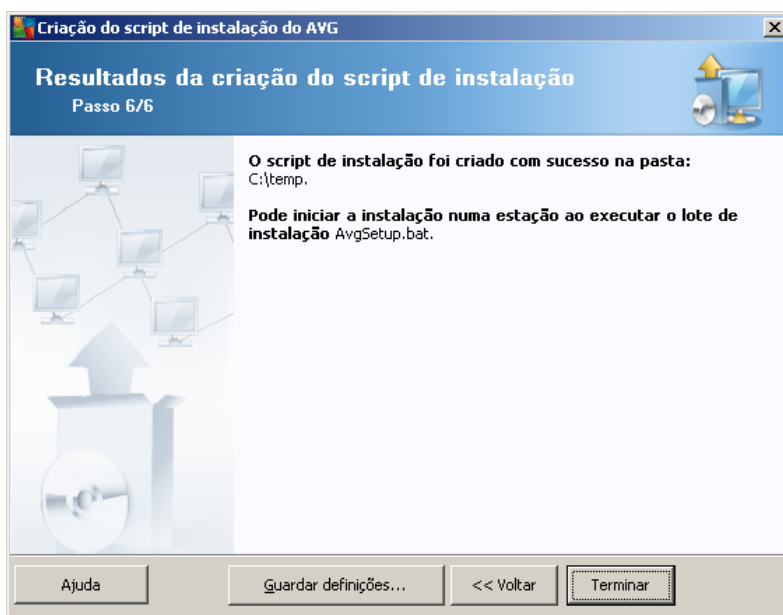 Criação do script de instalação do AVG
Resultados da criação do script de instalação
Passo 6/6
O script de instalação foi criado com sucesso na pasta:
C:\temp.
Pode iniciar a instalação numa estação ao executar o lote de
instalação AvgSetup.bat.
Ajuda
Guardar definições...
<< Voltar
Terminar